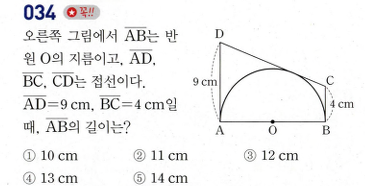 034 꼭!!
오른쪽 그림에서 AB는 반
원 O의 지름이고, AD,
BC, CD는 접선이다.
AD=9 cm, BC=4 cm일
때, AB의 길이는?
D
9 cm
C
4 cm
A
O
B
① 10 cm ② 11 cm ③ 12 cm
④ 13 cm ⑤ 14 cm